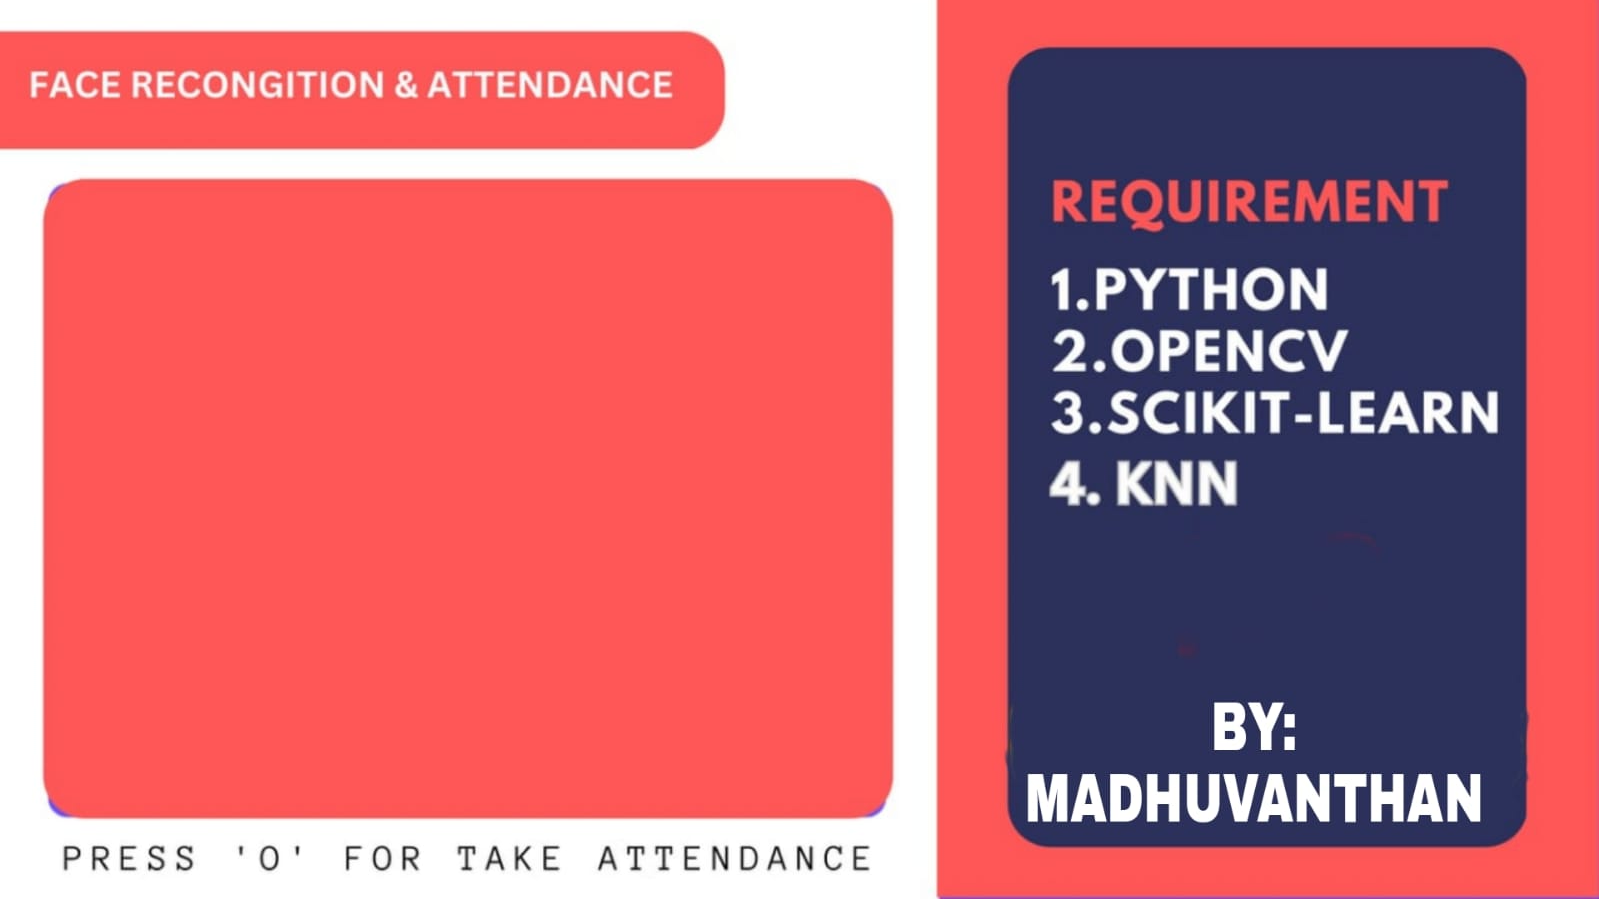 FACE RECONGITION & ATTENDANCE
PRESS 'O' FOR TAKE ATTENDANCE
REQUIREMENT
1.PYTHON
2.OPENCV
3.SCIKIT-LEARN
4. KNN
BY:
MADHUVANTHAN